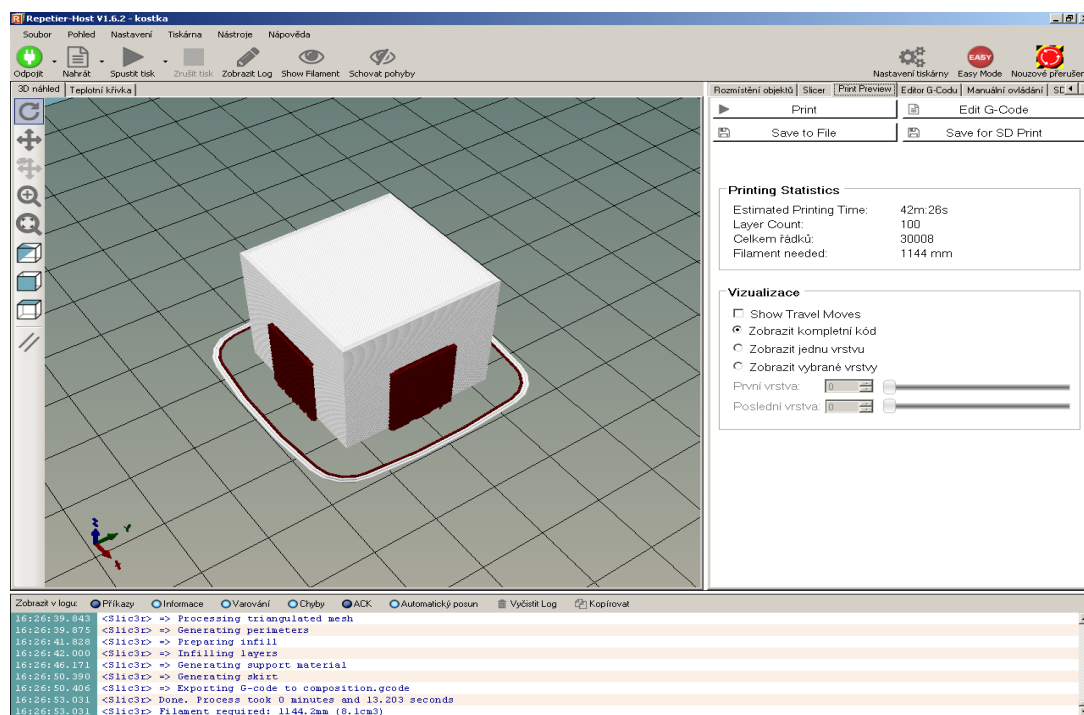 Repetier-Host V1.6.2 - kostka
Soubor Pohled Nastavení Tiskárna Nástroje Nápověda
Odpojit Nahrát Spustit tisk Zrušit tisk Zobrazit Log Show Filament Schovat pohyby Nastavení tiskárny Easy Mode Nouzové přerušen
EASY
3D náhled Teplotní křivka
Rozmístění objektů Slicer Print Preview Editor G-Codu Manuální ovládání SD
Print Edit G-Code
Save to File Save for SD Print
Printing Statistics
Estimated Printing Time: 42m:26s
Layer Count: 100
Celkem řádků: 30008
Filament needed: 1144 mm
Vizualizace
Show Travel Moves
Zobrazit kompletní kód
Zobrazit jednu vrstvu
Zobrazit vybrané vrstvy
První vrstva: 0
Poslední vrstva: 0
Z
Y
X
Zobrazit v logu: Příkazy Informace Varování Chyby ACK Automatický posun Vyčistit Log Kopírovat
16:26:39.843 <Slic3r> => Processing triangulated mesh
16:26:39.875 <Slic3r> => Generating perimeters
16:26:41.828 <Slic3r> => Preparing infill
16:26:42.000 <Slic3r> => Infilling layers
16:26:46.171 <Slic3r> => Generating support material
16:26:50.390 <Slic3r> => Generating skirt
16:26:50.406 <Slic3r> => Exporting G-code to composition.gcode
16:26:53.031 <Slic3r> Done. Process took 0 minutes and 13.203 seconds
16:26:53.031 <Slic3r> Filament required: 1144.2mm (8.1cm3)